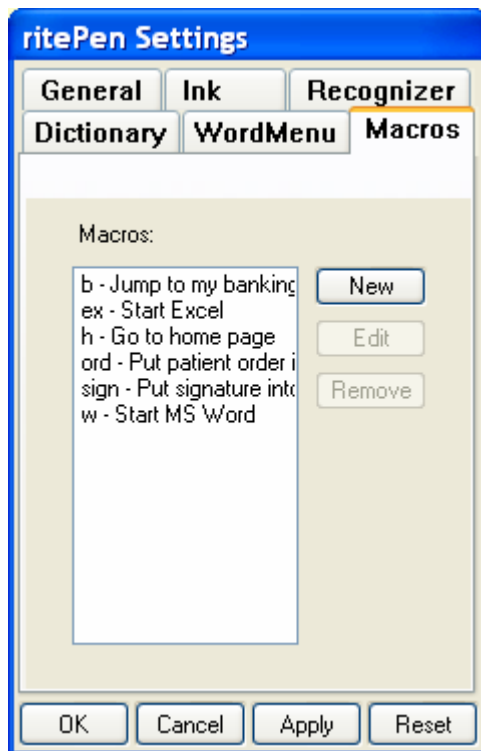 ritePen Settings
General Ink Recognizer
Dictionary WordMenu Macros
Macros:
b - Jump to my banking
ex - Start Excel
h - Go to home page
ord - Put patient order i
sign - Put signature into
w - Start MS Word
New
Edit
Remove
OK Cancel Apply Reset